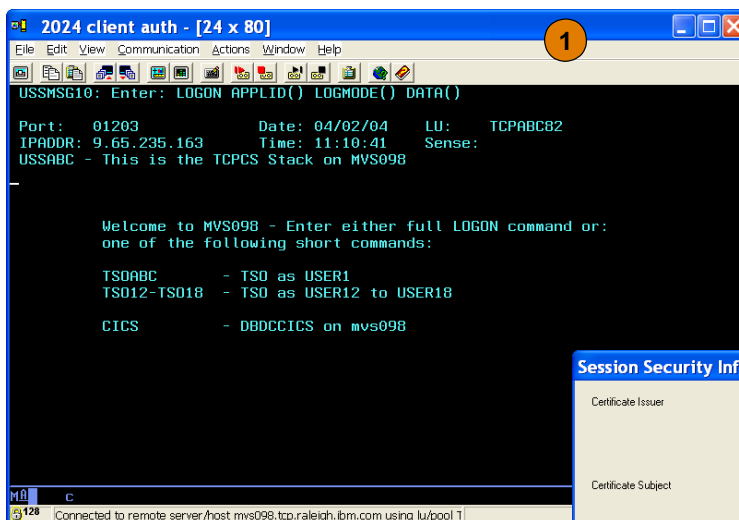 2024 client auth - [24 x 80]
1
File Edit View Communication Actions Window Help
USSMSG10: Enter: LOGON APPLID() LOGMODE() DATA()
Port: 01203 Date: 04/02/04 LU: TCPABC82
IPADDR: 9.65.235.163 Time: 11:10:41 Sense:
USSABC - This is the TCPCS Stack on MVS098
Welcome to MVS098 - Enter either full LOGON command or:
one of the following short commands:
TSOABC - TSO as USER1
TSO12-TSO18 - TSO as USER12 to USER18
CICS - DBDCCICS on mvs098
Session Security Inf
Certificate Issuer
Certificate Subject
MA c
128 Connected to remote server/host mvs098.tcp.raleigh.ibm.com using lu/pool T